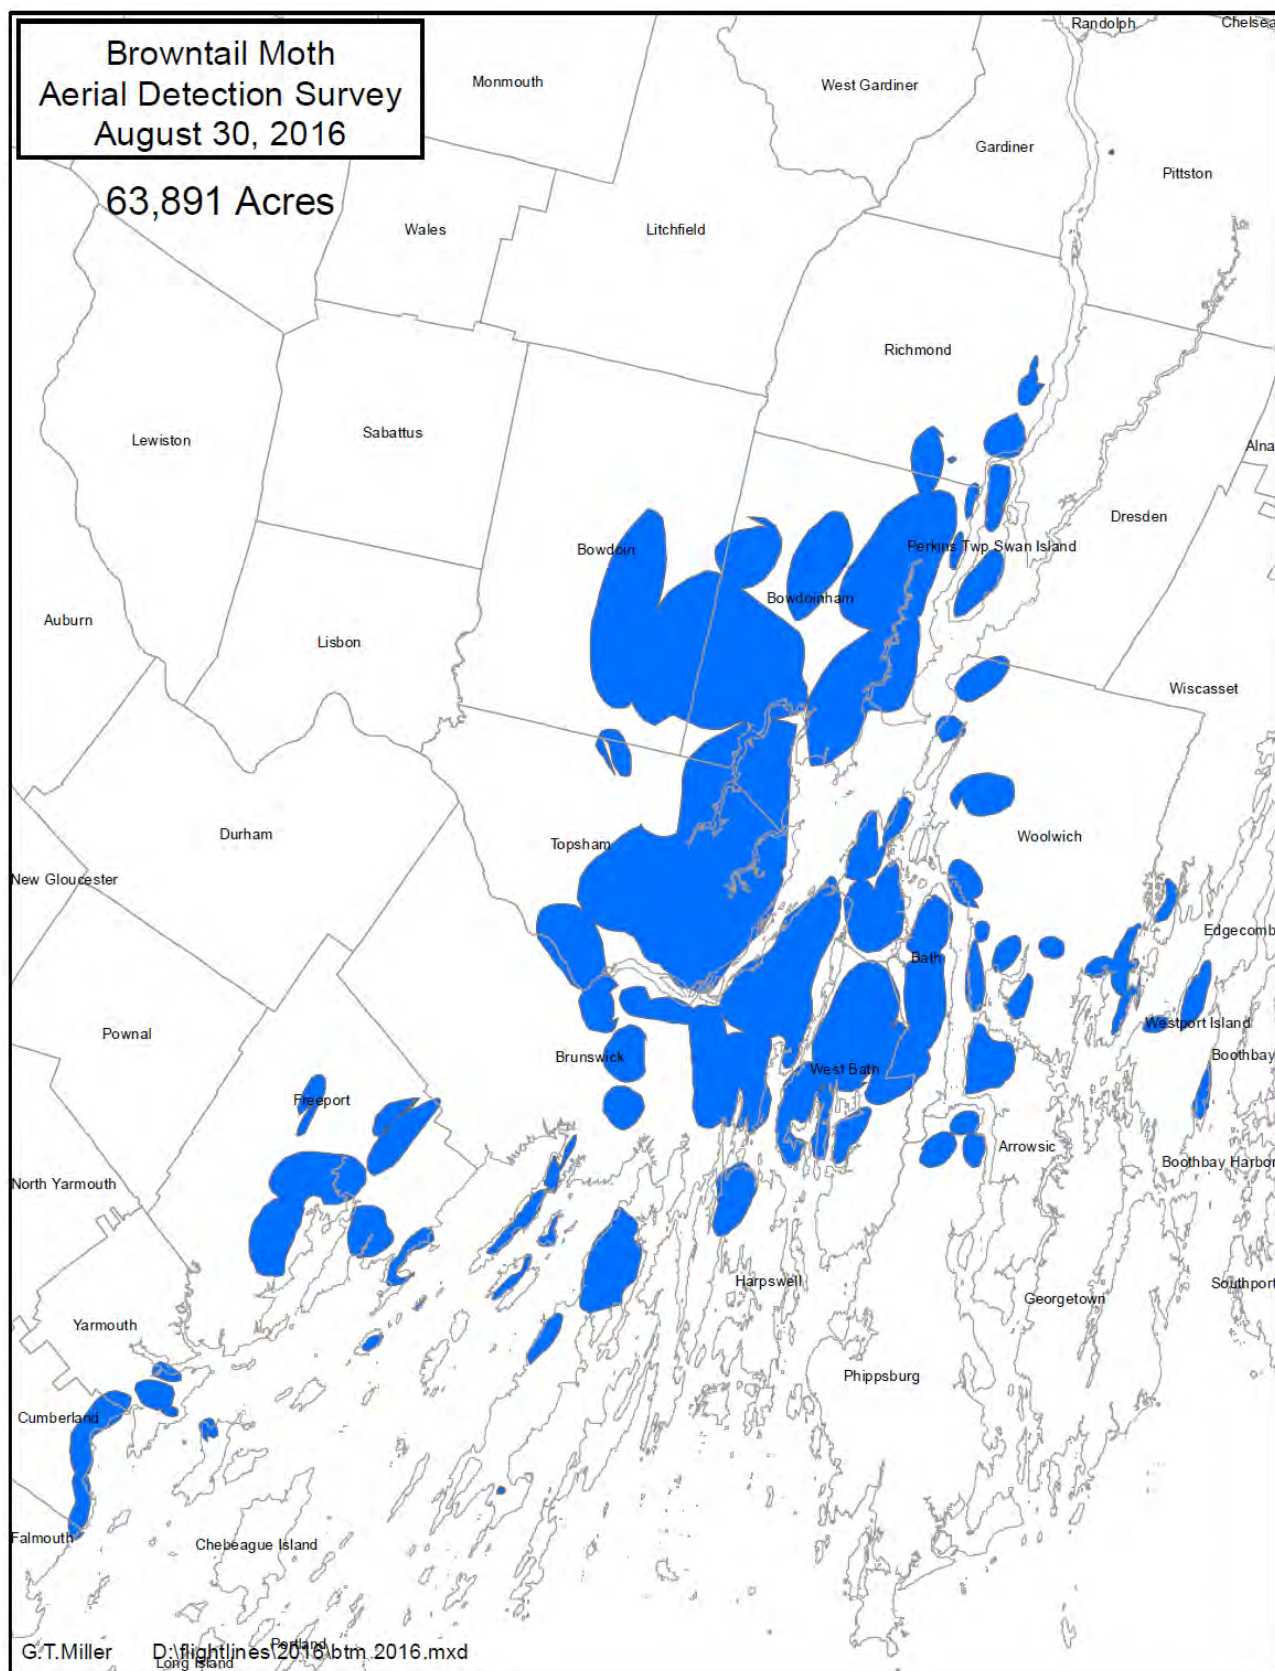 Browntail Moth
Aerial Detection Survey
August 30, 2016
63,891 Acres
Randolph
Chelsea
Monmouth
West Gardiner
Gardiner
Pittston
Wales
Litchfield
Richmond
Lewiston
Sabattus
Alna
Dresden
Bowdoin
Perkins Twp Swan Island
Bowdoinham
Auburn
Lisbon
Wiscasset
Durham
Topsham
Woolwich
New Gloucester
Edgecomb
Bath
Pownal
Westport Island
Brunswick
West Bath
Boothbay
Freeport
Arrowsic
North Yarmouth
Boothbay Harbor
Harpswell
Southport
Georgetown
Yarmouth
Phippsburg
Cumberland
Falmouth
Chebeague Island
Portland
G.T.Miller D:\flightlines\2016\btm 2016.mxd
Long Island